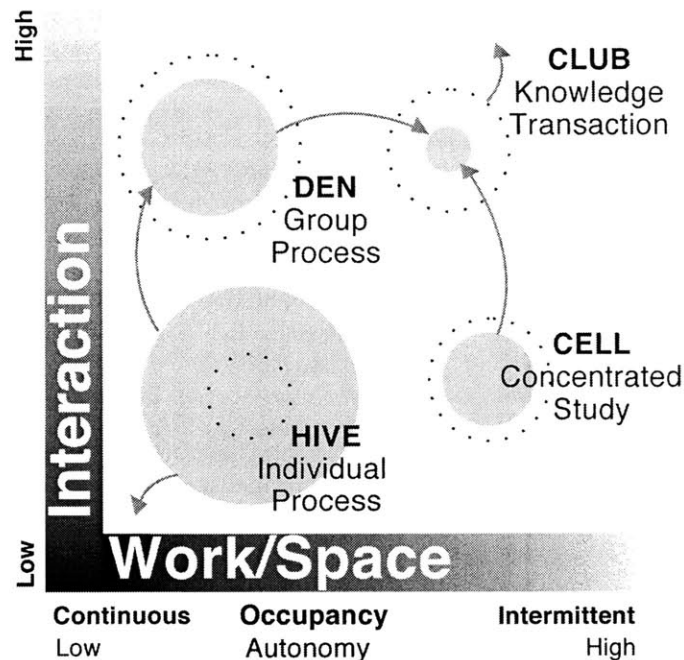 High
CLUB
Knowledge
Transaction
DEN
Group
Process
Interaction
CELL
Concentrated
Study
HIVE
Individual
Process
Low
Work/Space
Continuous Occupancy Intermittent
Low Autonomy High